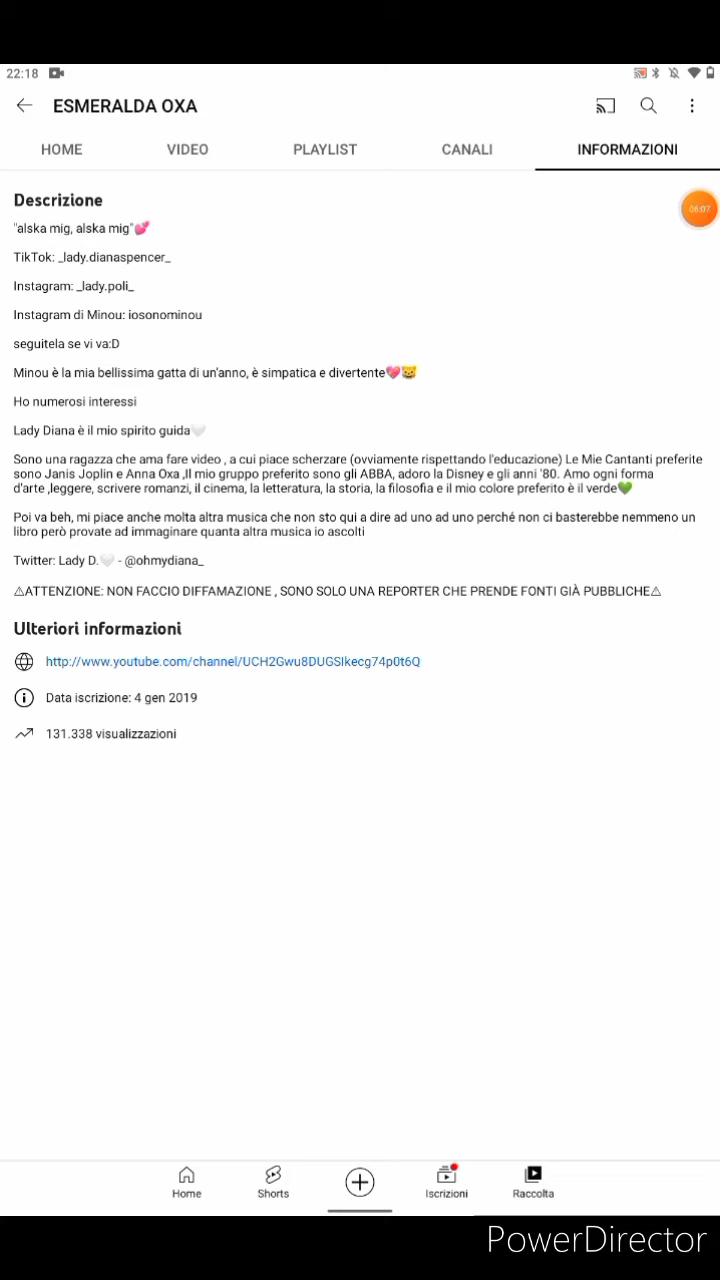 22:18
ESMERALDA OXA
HOME VIDEO PLAYLIST CANALI INFORMAZIONI
Descrizione
06:07
"alska mig, alska mig"💕
TikTok: _lady.dianaspencer_
Instagram: _lady.poli_
Instagram di Minou: iosonominou
seguitela se vi va:D
Minou è la mia bellissima gatta di un'anno, è simpatica e divertente💖😺
Ho numerosi interessi
Lady Diana è il mio spirito guida🤍
Sono una ragazza che ama fare video , a cui piace scherzare (ovviamente rispettando l'educazione) Le Mie Cantanti preferite
sono Janis Joplin e Anna Oxa ,Il mio gruppo preferito sono gli ABBA, adoro la Disney e gli anni '80. Amo ogni forma
d'arte ,leggere, scrivere romanzi, il cinema, la letteratura, la storia, la filosofia e il mio colore preferito è il verde💚
Poi va beh, mi piace anche molta altra musica che non sto qui a dire ad uno ad uno perché non ci basterebbe nemmeno un
libro però provate ad immaginare quanta altra musica io ascolti
Twitter: Lady D.🤍 - @ohmydiana_
⚠ATTENZIONE: NON FACCIO DIFFAMAZIONE , SONO SOLO UNA REPORTER CHE PRENDE FONTI GIÀ PUBBLICHE⚠
Ulteriori informazioni
http://www.youtube.com/channel/UCH2Gwu8DUGSIkecg74p0t6Q
Data iscrizione: 4 gen 2019
131.338 visualizzazioni
Home Shorts Iscrizioni Raccolta
PowerDirector